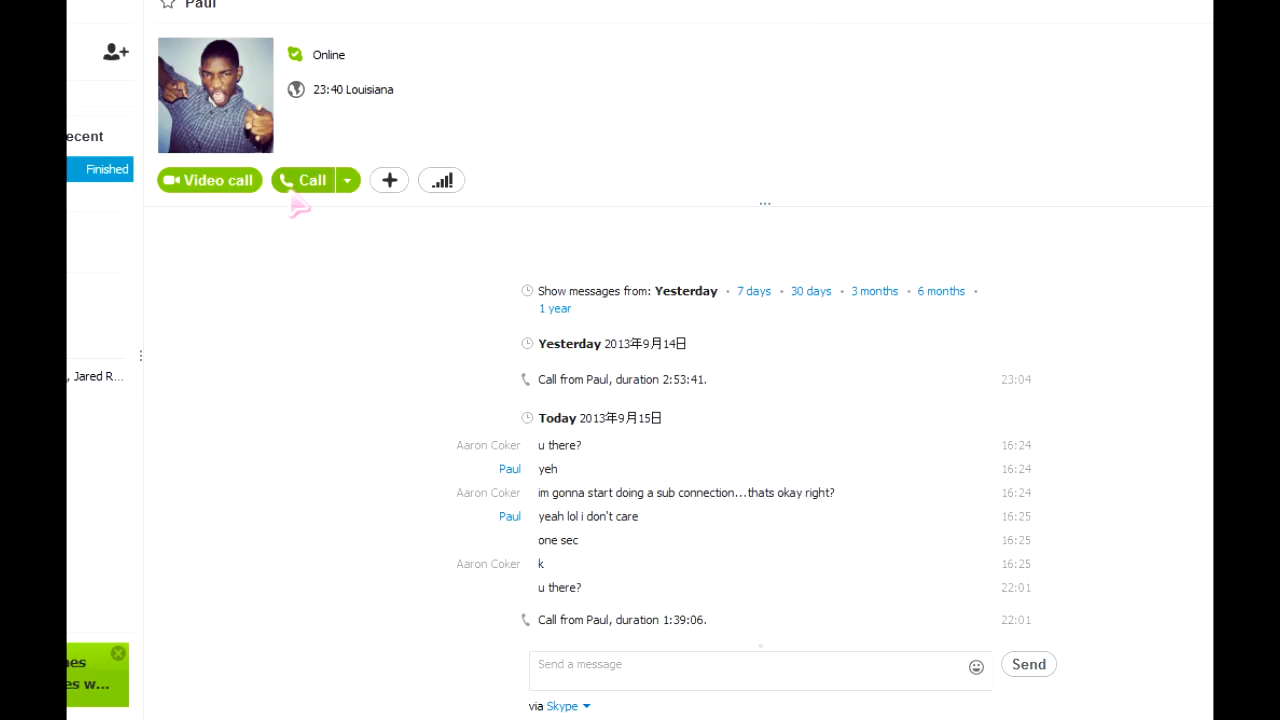 Paul
Online
23:40 Louisiana
ecent
Finished
Video call
Call
Show messages from: Yesterday • 7 days • 30 days • 3 months • 6 months •
1 year
Yesterday 2013年9月14日
, Jared R...
Call from Paul, duration 2:53:41. 23:04
Today 2013年9月15日
Aaron Coker u there? 16:24
Paul yeh 16:24
Aaron Coker im gonna start doing a sub connection...thats okay right? 16:24
Paul yeah lol i don't care 16:25
one sec 16:25
Aaron Coker k 16:25
u there? 22:01
Call from Paul, duration 1:39:06. 22:01
nes
es w...
Send a message
Send
via Skype